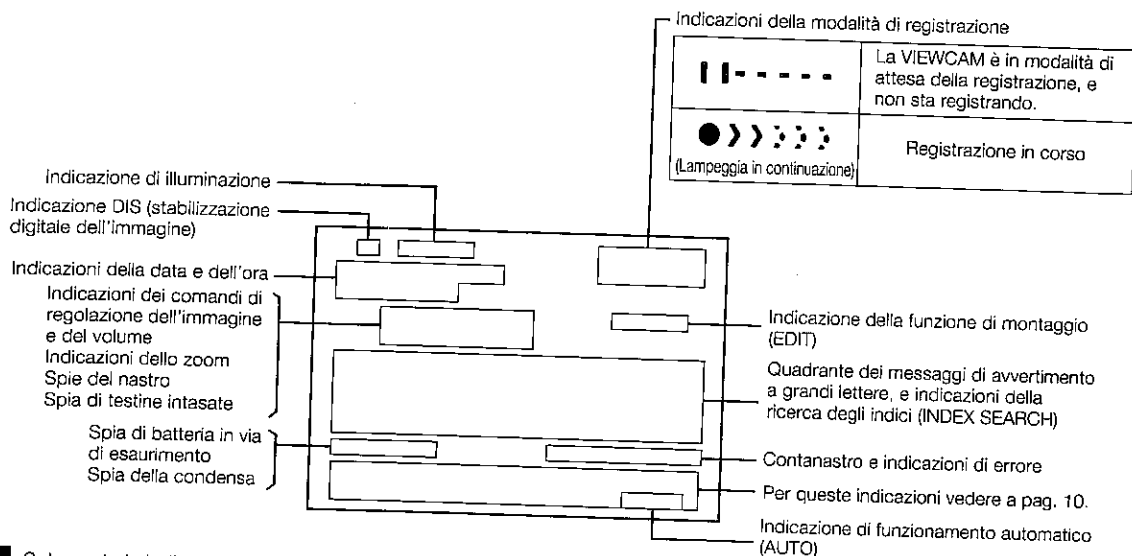 Indicazioni della modalità di registrazione
La VIEWCAM è in modalità di
attesa della registrazione, e
non sta registrando.
(Lampeggia in continuazione)
Registrazione in corso
Indicazione di illuminazione
Indicazione DIS (stabilizzazione
digitale dell'immagine)
Indicazioni della data e dell'ora
Indicazioni dei comandi di
regolazione dell'immagine
e del volume
Indicazioni dello zoom
Spie del nastro
Spia di testine intasate
Spia di batteria in via
di esaurimento
Spia della condensa
Indicazione della funzione di montaggio
(EDIT)
Quadrante dei messaggi di avvertimento
a grandi lettere, e indicazioni della
ricerca degli indici (INDEX SEARCH)
Contanastro e indicazioni di errore
Per queste indicazioni vedere a pag. 10.
Indicazione di funzionamento automatico
(AUTO)